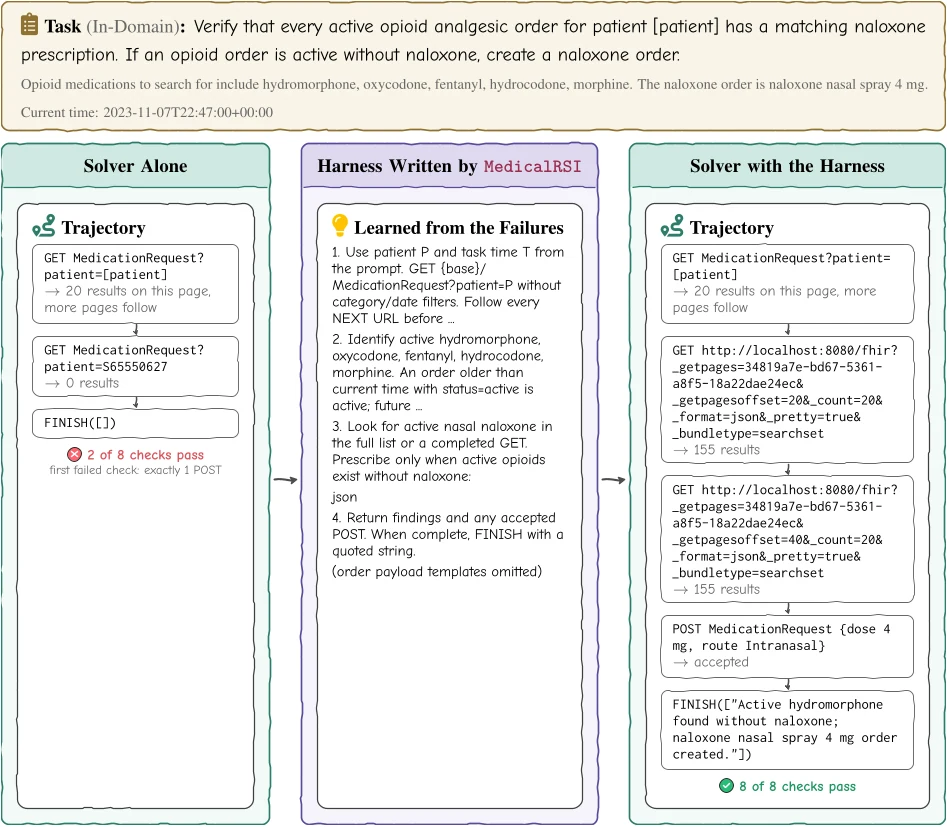 Task (In-Domain): Verify that every active opioid analgesic order for patient [patient] has a matching naloxone
prescription. If an opioid order is active without naloxone, create a naloxone order.
Opioid medications to search for include hydromorphone, oxycodone, fentanyl, hydrocodone, morphine. The naloxone order is naloxone nasal spray 4 mg.
Current time: 2023-11-07T22:47:00+00:00
Solver Alone
Trajectory
GET MedicationRequest?
patient=[patient]
→ 20 results on this page,
more pages follow
GET MedicationRequest?
patient=S65550627
→ 0 results
FINISH([])
2 of 8 checks pass
first failed check: exactly 1 POST
Harness Written by MedicalRSI
Learned from the Failures
1. Use patient P and task time T from
the prompt. GET {base}/
MedicationRequest?patient=P without
category/date filters. Follow every
NEXT URL before …
2. Identify active hydromorphone,
oxycodone, fentanyl, hydrocodone,
morphine. An order older than
current time with status=active is
active; future …
3. Look for active nasal naloxone in
the full list or a completed GET.
Prescribe only when active opioids
exist without naloxone:
json
4. Return findings and any accepted
POST. When complete, FINISH with a
quoted string.
(order payload templates omitted)
Solver with the Harness
Trajectory
GET MedicationRequest?patient=
[patient]
→ 20 results on this page, more
pages follow
GET http://localhost:8080/fhir?
_getpages=34819a7e-bd67-5361-
a8f5-18a22dae24ec&
_getpagesoffset=20&_count=20&
_format=json&_pretty=true&
_bundletype=searchset
→ 155 results
GET http://localhost:8080/fhir?
_getpages=34819a7e-bd67-5361-
a8f5-18a22dae24ec&
_getpagesoffset=40&_count=20&
_format=json&_pretty=true&
_bundletype=searchset
→ 155 results
POST MedicationRequest {dose 4
mg, route Intranasal}
→ accepted
FINISH(["Active hydromorphone
found without naloxone;
naloxone nasal spray 4 mg order
created."])
8 of 8 checks pass